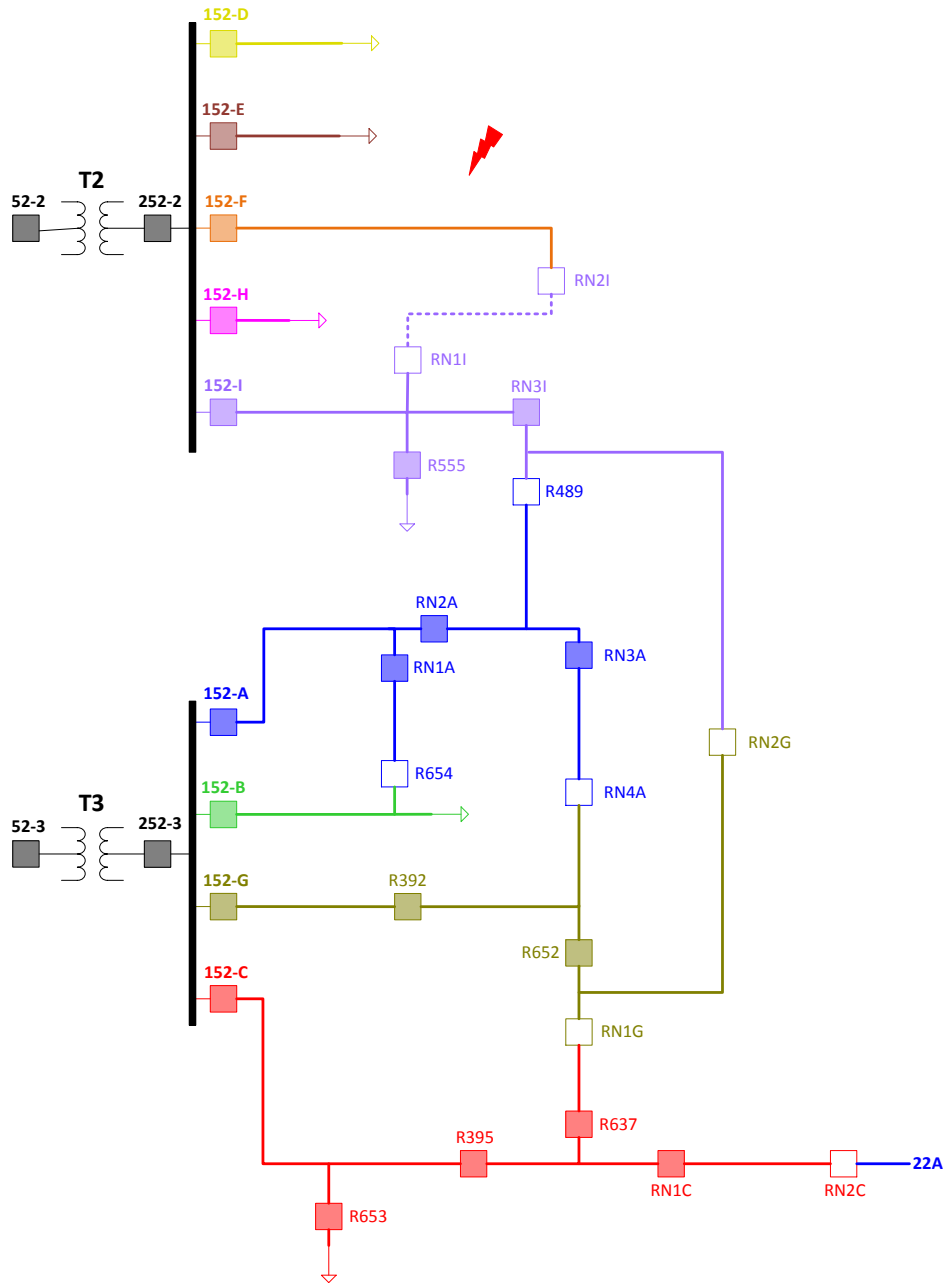 152-D
152-E
T2
52-2
252-2
152-F
RN2I
152-H
RN1I
152-I
RN3I
R555
R489
RN2A
RN3A
RN1A
152-A
RN2G
R654
RN4A
152-B
T3
52-3
252-3
152-G
R392
R652
152-C
RN1G
R637
R395
22A
RN1C
RN2C
R653